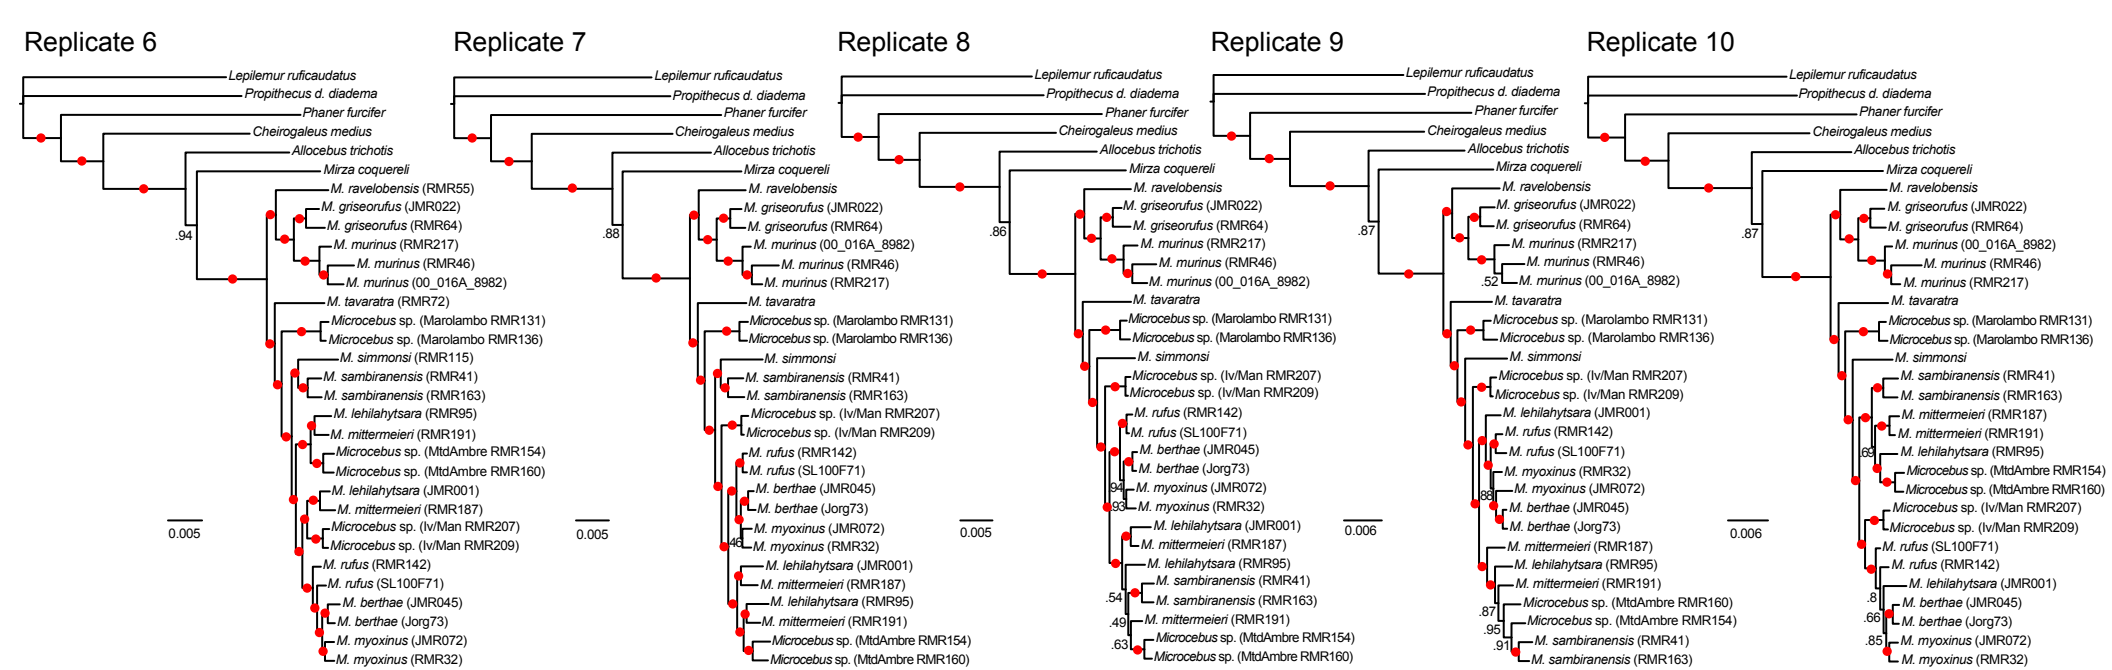 Replicate 6
Lepilemur ruficaudatus
Propithecus d. diadema
Phaner furcifer
Cheirogaleus medius
Allocebus trichotis
Mirza coquereli
M. ravelobensis (RMR55)
M. griseorufus (JMR022)
M. griseorufus (RMR64)
.94
M. murinus (RMR217)
M. murinus (RMR46)
M. murinus (00_016A_8982)
M. tavaratra (RMR72)
Microcebus sp. (Marolambo RMR131)
Microcebus sp. (Marolambo RMR136)
M. simmonsi (RMR115)
M. sambiranensis (RMR41)
M. sambiranensis (RMR163)
M. lehilahytsara (RMR95)
M. mittermeieri (RMR191)
Microcebus sp. (MtdAmbre RMR154)
Microcebus sp. (MtdAmbre RMR160)
M. lehilahytsara (JMR001)
M. mittermeieri (RMR187)
Microcebus sp. (Iv/Man RMR207)
0.005
Microcebus sp. (Iv/Man RMR209)
M. rufus (RMR142)
M. rufus (SL100F71)
M. berthae (JMR045)
M. berthae (Jorg73)
M. myoxinus (JMR072)
M. myoxinus (RMR32)
Replicate 7
Lepilemur ruficaudatus
Propithecus d. diadema
Phaner furcifer
Cheirogaleus medius
Allocebus trichotis
Mirza coquereli
M. ravelobensis
M. griseorufus (JMR022)
M. griseorufus (RMR64)
.88
M. murinus (00_016A_8982)
M. murinus (RMR46)
M. murinus (RMR217)
M. tavaratra
Microcebus sp. (Marolambo RMR131)
Microcebus sp. (Marolambo RMR136)
M. simmonsi
M. sambiranensis (RMR41)
M. sambiranensis (RMR163)
Microcebus sp. (Iv/Man RMR207)
Microcebus sp. (Iv/Man RMR209)
M. rufus (RMR142)
M. rufus (SL100F71)
M. berthae (JMR045)
M. berthae (Jorg73)
M. myoxinus (JMR072)
0.005
.46
M. myoxinus (RMR32)
M. lehilahytsara (JMR001)
M. mittermeieri (RMR187)
M. lehilahytsara (RMR95)
M. mittermeieri (RMR191)
Microcebus sp. (MtdAmbre RMR154)
Microcebus sp. (MtdAmbre RMR160)
Replicate 8
Lepilemur ruficaudatus
Propithecus d. diadema
Phaner furcifer
Cheirogaleus medius
Allocebus trichotis
Mirza coquereli
M. ravelobensis
M. griseorufus (JMR022)
M. griseorufus (RMR64)
.86
M. murinus (RMR217)
M. murinus (RMR46)
M. murinus (00_016A_8982)
M. tavaratra
Microcebus sp. (Marolambo RMR131)
Microcebus sp. (Marolambo RMR136)
M. simmonsi
Microcebus sp. (Iv/Man RMR207)
Microcebus sp. (Iv/Man RMR209)
M. rufus (RMR142)
M. rufus (SL100F71)
M. berthae (JMR045)
M. berthae (Jorg73)
.94
M. myoxinus (JMR072)
.93
M. myoxinus (RMR32)
M. lehilahytsara (JMR001)
0.005
M. mittermeieri (RMR187)
M. lehilahytsara (RMR95)
M. sambiranensis (RMR41)
.54
M. sambiranensis (RMR163)
.49
M. mittermeieri (RMR191)
Microcebus sp. (MtdAmbre RMR154)
.63
Microcebus sp. (MtdAmbre RMR160)
Replicate 9
Lepilemur ruficaudatus
Propithecus d. diadema
Phaner furcifer
Cheirogaleus medius
Allocebus trichotis
Mirza coquereli
M. ravelobensis
M. griseorufus (JMR022)
M. griseorufus (RMR64)
.87
M. murinus (RMR217)
M. murinus (RMR46)
.52
M. murinus (00_016A_8982)
M. tavaratra
Microcebus sp. (Marolambo RMR131)
Microcebus sp. (Marolambo RMR136)
M. simmonsi
Microcebus sp. (Iv/Man RMR207)
Microcebus sp. (Iv/Man RMR209)
M. lehilahytsara (JMR001)
M. rufus (RMR142)
M. rufus (SL100F71)
M. myoxinus (RMR32)
M. myoxinus (JMR072)
.88
M. berthae (JMR045)
M. berthae (Jorg73)
0.006
M. mittermeieri (RMR187)
M. lehilahytsara (RMR95)
M. mittermeieri (RMR191)
.87
Microcebus sp. (MtdAmbre RMR160)
.95
Microcebus sp. (MtdAmbre RMR154)
.91
M. sambiranensis (RMR41)
M. sambiranensis (RMR163)
Replicate 10
Lepilemur ruficaudatus
Propithecus d. diadema
Phaner furcifer
Cheirogaleus medius
Allocebus trichotis
Mirza coquereli
M. ravelobensis
M. griseorufus (JMR022)
M. griseorufus (RMR64)
.87
M. murinus (00_016A_8982)
M. murinus (RMR46)
M. murinus (RMR217)
M. tavaratra
Microcebus sp. (Marolambo RMR131)
Microcebus sp. (Marolambo RMR136)
M. simmonsi
M. sambiranensis (RMR41)
M. sambiranensis (RMR163)
M. mittermeieri (RMR187)
M. mittermeieri (RMR191)
.69
M. lehilahytsara (RMR95)
Microcebus sp. (MtdAmbre RMR154)
Microcebus sp. (MtdAmbre RMR160)
Microcebus sp. (Iv/Man RMR207)
Microcebus sp. (Iv/Man RMR209)
0.006
M. rufus (SL100F71)
M. rufus (RMR142)
M. lehilahytsara (JMR001)
.8
M. berthae (JMR045)
.66
M. berthae (Jorg73)
.85
M. myoxinus (JMR072)
M. myoxinus (RMR32)